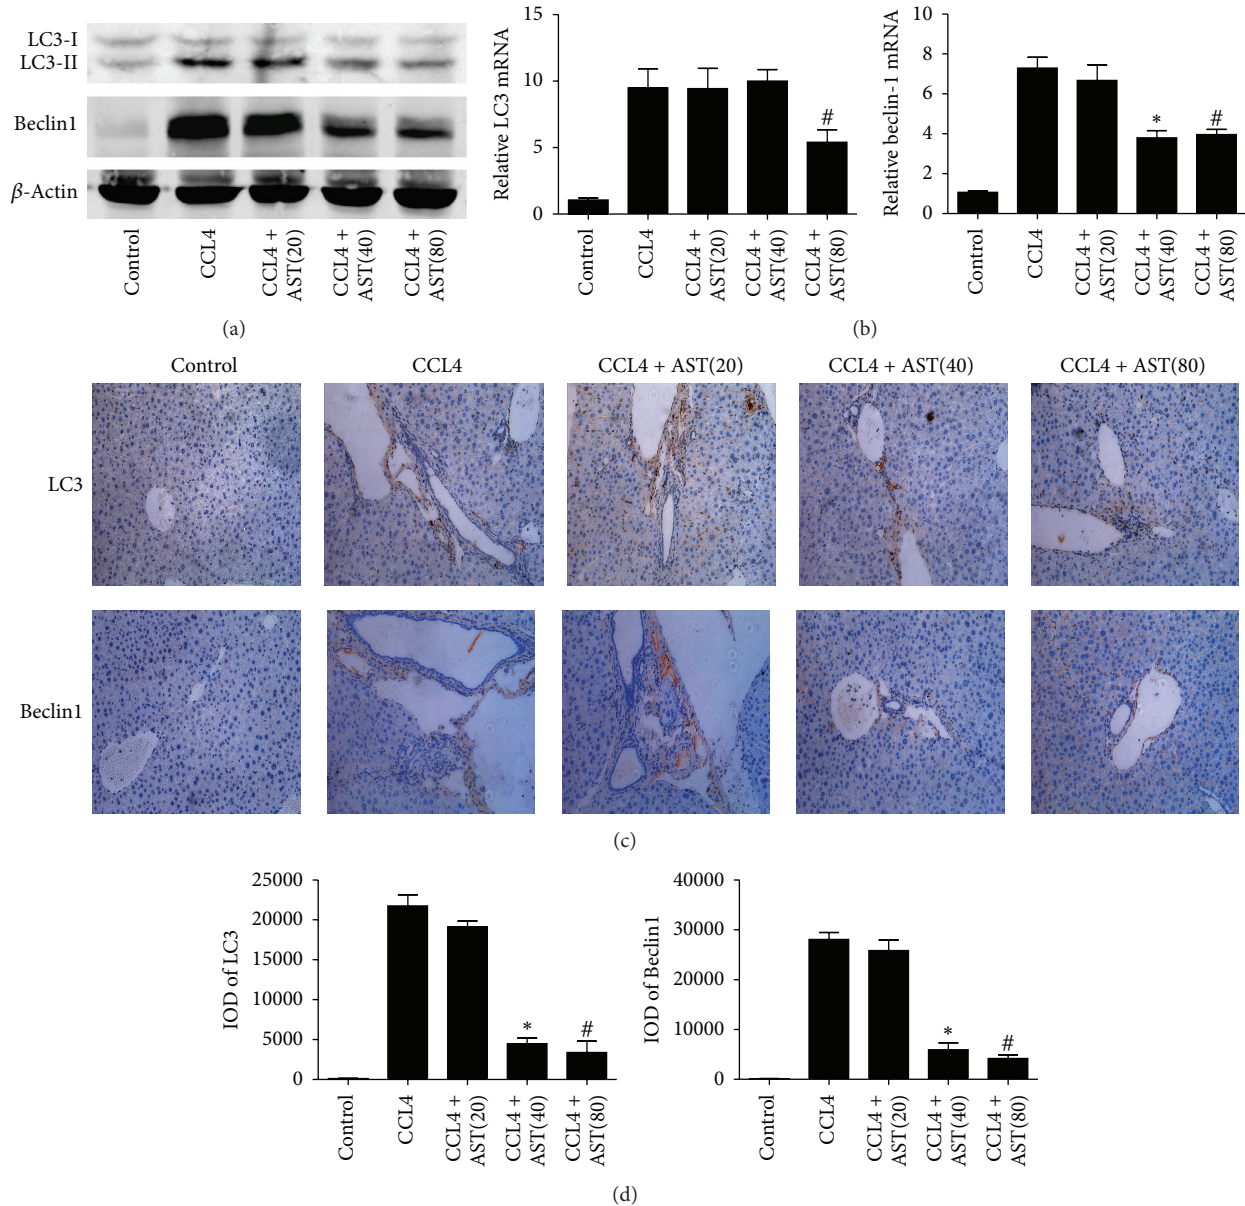 LC3-I
LC3-II
Beclin1
β-Actin
Control
CCL4
CCL4 +
AST(20)
CCL4 +
AST(40)
CCL4 +
AST(80)
(a)
Relative LC3 mRNA
15
10
5
0
#
Control
CCL4
CCL4 +
AST(20)
CCL4 +
AST(40)
CCL4 +
AST(80)
Relative beclin-1 mRNA
10
8
6
4
2
0
*
#
Control
CCL4
CCL4 +
AST(20)
CCL4 +
AST(40)
CCL4 +
AST(80)
(b)
Control
CCL4
CCL4 + AST(20)
CCL4 + AST(40)
CCL4 + AST(80)
LC3
Beclin1
(c)
IOD of LC3
25000
20000
15000
10000
5000
0
*
#
Control
CCL4
CCL4 +
AST(20)
CCL4 +
AST(40)
CCL4 +
AST(80)
IOD of Beclin1
40000
30000
20000
10000
0
*
#
Control
CCL4
CCL4 +
AST(20)
CCL4 +
AST(40)
CCL4 +
AST(80)
(d)